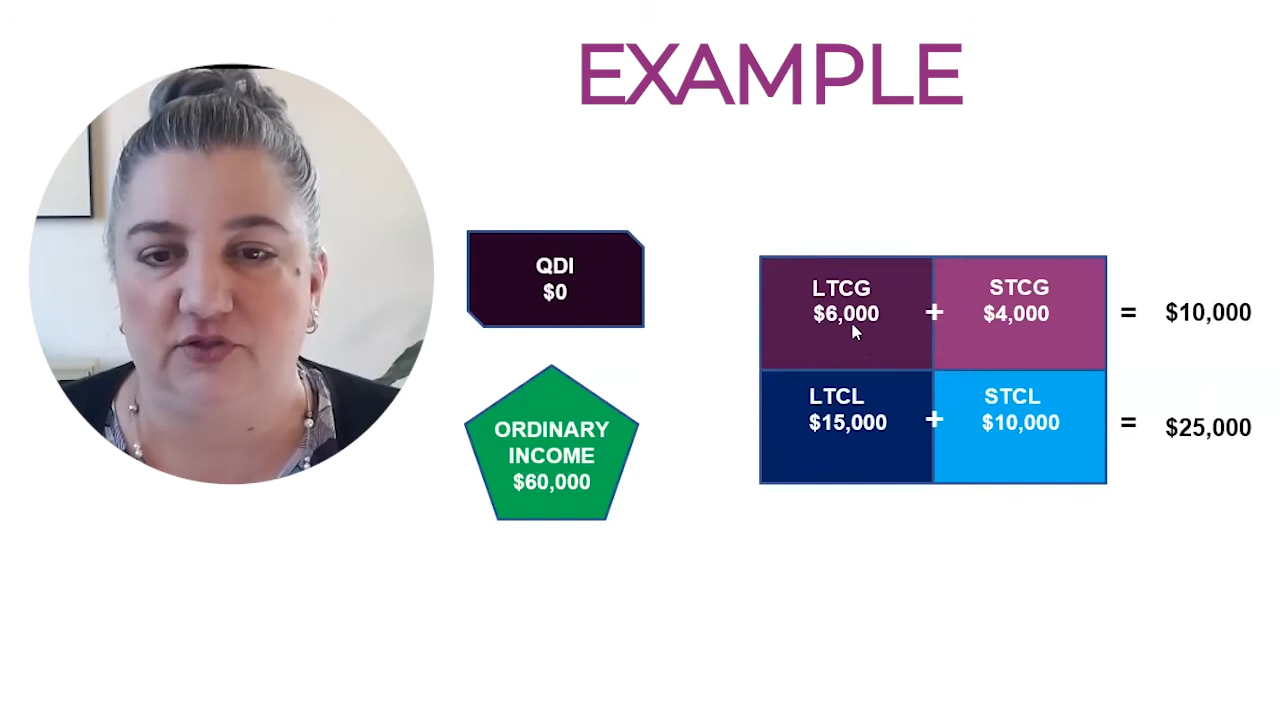 EXAMPLE
QDI
$0
ORDINARY
INCOME
$60,000
LTCG
$6,000
+
STCG
$4,000
= $10,000
LTCL
$15,000
+
STCL
$10,000
= $25,000